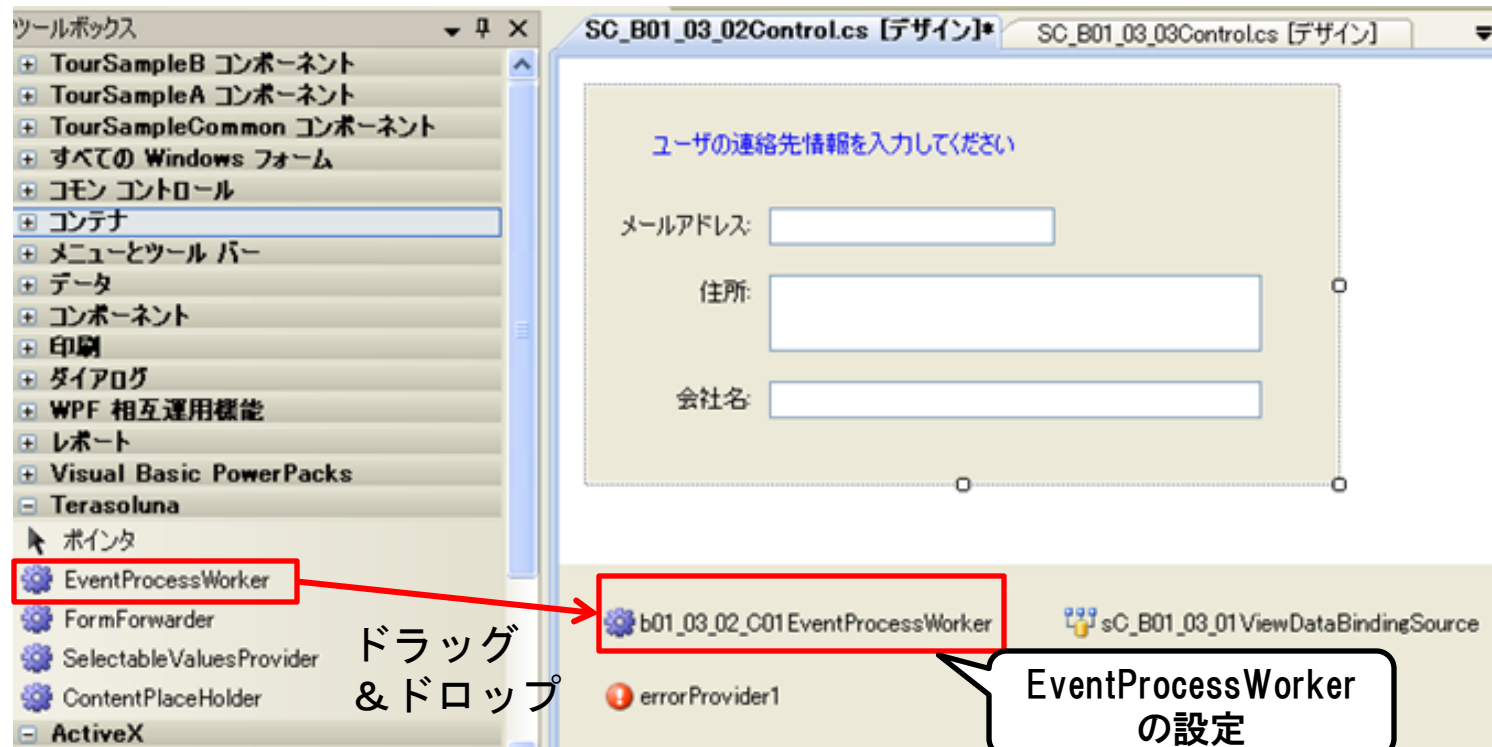 ツールボックス
TourSampleB コンポーネント
TourSampleA コンポーネント
TourSampleCommon コンポーネント
すべての Windows フォーム
コモン コントロール
コンテナ
メニューとツール バー
データ
コンポーネント
印刷
ダイアログ
WPF 相互運用機能
レポート
Visual Basic PowerPacks
Terasoluna
ポインタ
EventProcessWorker
FormForwarder
SelectableValuesProvider
ContentPlaceHolder
ActiveX
ドラッグ
&ドロップ
SC_B01_03_02Control.cs [デザイン]* SC_B01_03_03Control.cs [デザイン]
ユーザの連絡先情報を入力してください
メールアドレス:
住所:
会社名:
b01_03_02_C01EventProcessWorker sC_B01_03_01ViewDataBindingSource
errorProvider1
EventProcessWorker
の設定